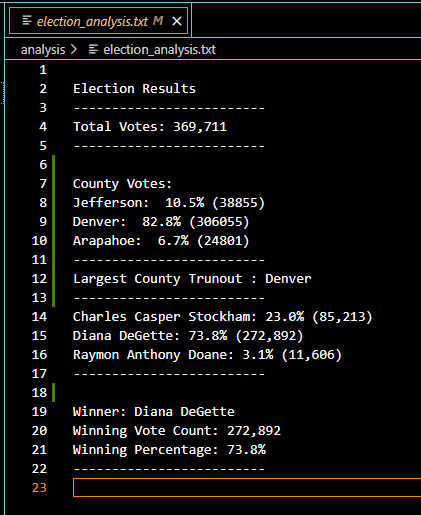 election_analysis.txt M ×
analysis > election_analysis.txt
1
2 Election Results
3 -------------------------
4 Total Votes: 369,711
5 -------------------------
6
7 County Votes:
8 Jefferson:  10.5% (38855)
9 Denver:  82.8% (306055)
10 Arapahoe:  6.7% (24801)
11 -------------------------
12 Largest County Trunout : Denver
13 -------------------------
14 Charles Casper Stockham: 23.0% (85,213)
15 Diana DeGette: 73.8% (272,892)
16 Raymon Anthony Doane: 3.1% (11,606)
17 -------------------------
18
19 Winner: Diana DeGette
20 Winning Vote Count: 272,892
21 Winning Percentage: 73.8%
22 -------------------------
23